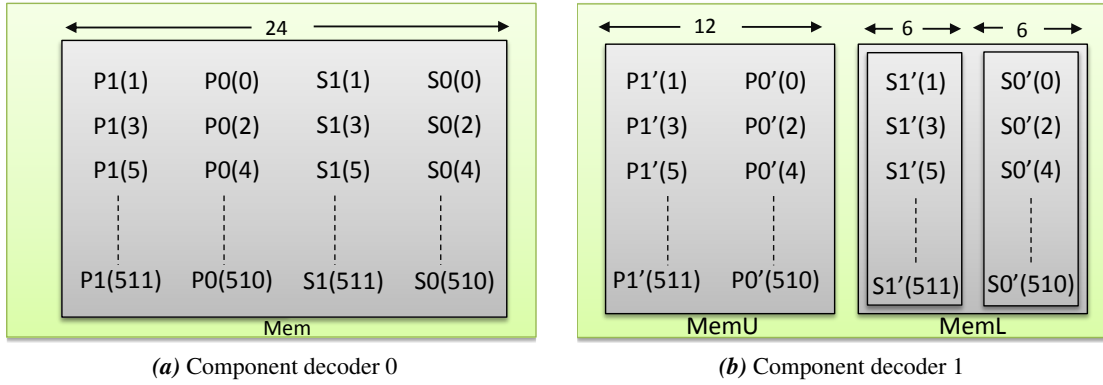 24
P1(1) P0(0) S1(1) S0(0)
P1(3) P0(2) S1(3) S0(2)
P1(5) P0(4) S1(5) S0(4)
P1(511) P0(510) S1(511) S0(510)
Mem
(a) Component decoder 0
12 6 6
P1’(1) P0’(0) S1’(1) S0’(0)
P1’(3) P0’(2) S1’(3) S0’(2)
P1’(5) P0’(4) S1’(5) S0’(4)
P1’(511) P0’(510) S1’(511) S0’(510)
MemU MemL
(b) Component decoder 1